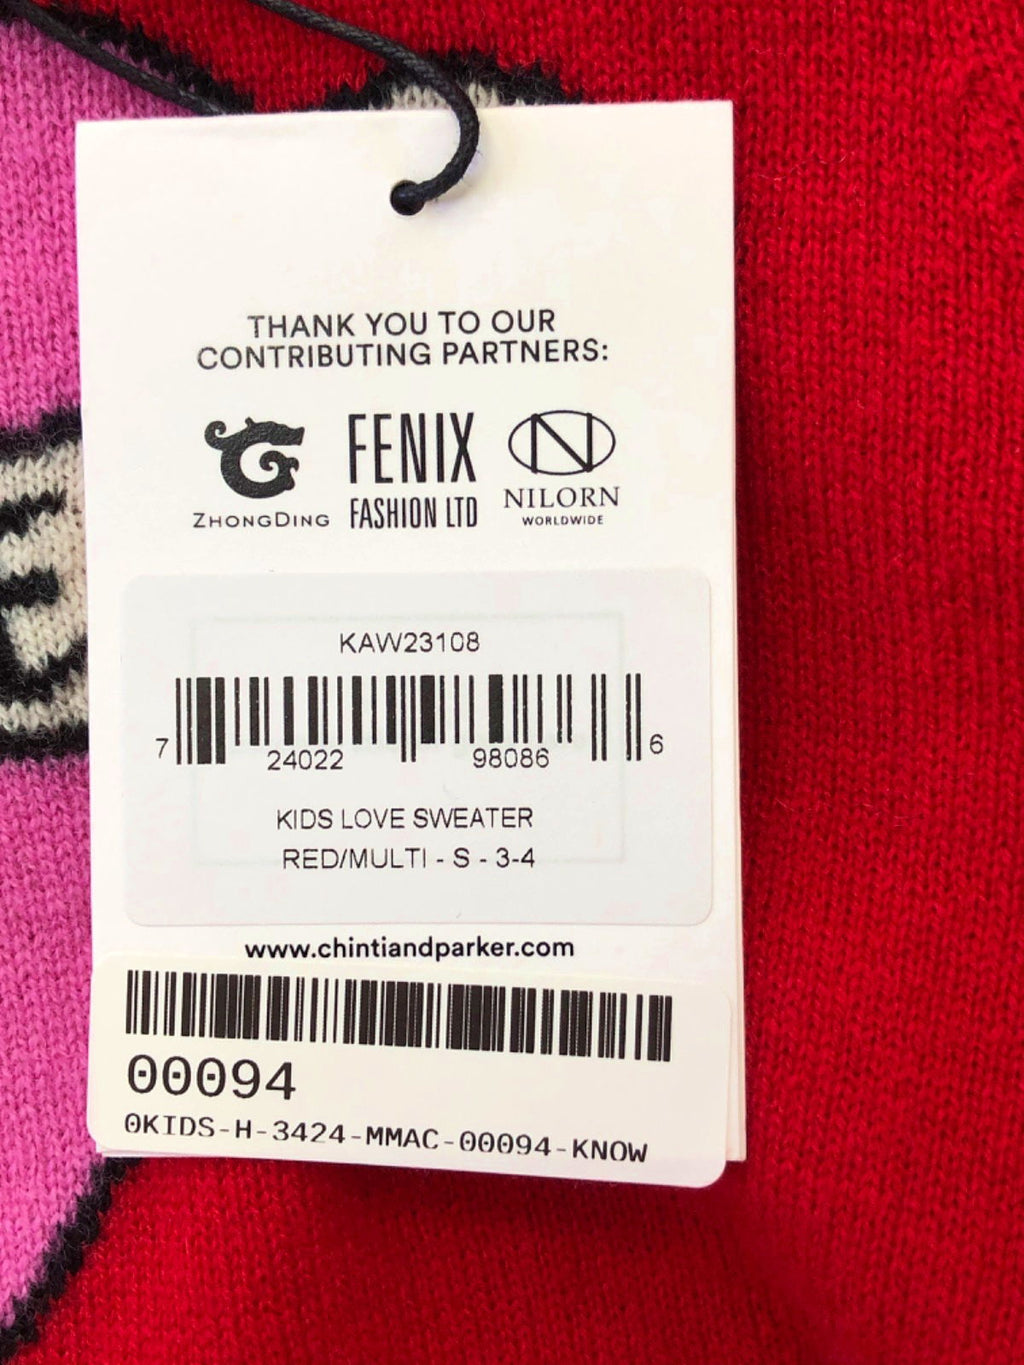 THANK YOU TO OUR
CONTRIBUTING PARTNERS:
ZHONGDING
FENIX
FASHION LTD
N
NILORN
WORLDWIDE
KAW23108
7 24022 98086 6
KIDS LOVE SWEATER
RED/MULTI - S - 3-4
www.chintiandparker.com
00094
0KIDS-H-3424-MMAC-00094-KNOW